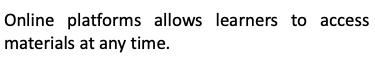 Online platforms allows learners to access
materials at any time.